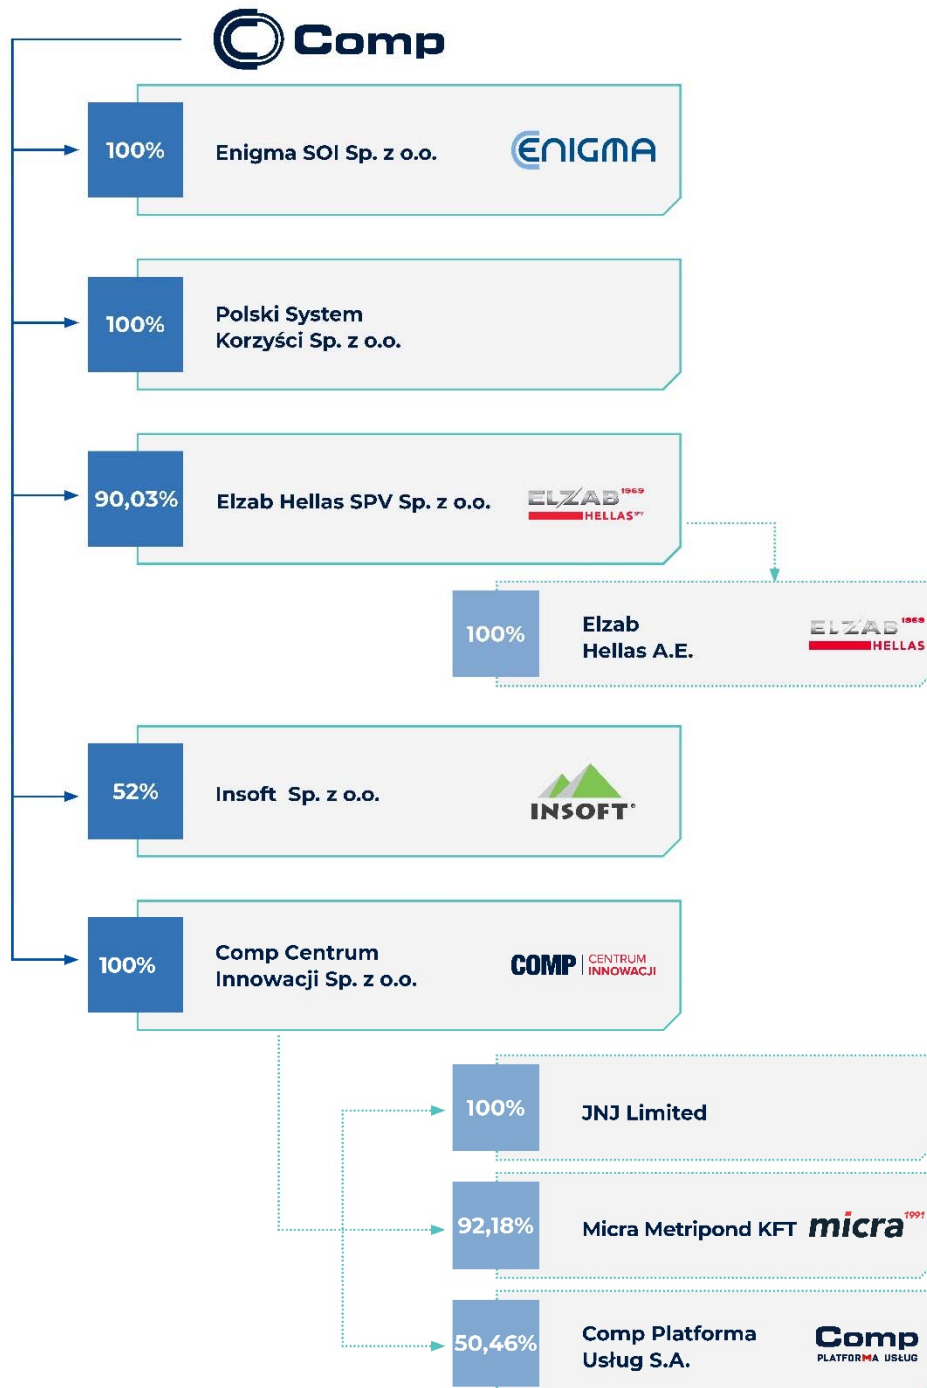 Comp
100%
Enigma SOI Sp. z o.o.
ENIGMA
100%
Polski System
Korzyści Sp. z o.o.
90,03%
Elzab Hellas SPV Sp. z o.o.
ELZAB 1969
HELLAS SPV
100%
Elzab
Hellas A.E.
ELZAB 1969
HELLAS
52%
Insoft Sp. z o.o.
INSOFT
100%
Comp Centrum
Innowacji Sp. z o.o.
COMP CENTRUM
INNOWACJI
100%
JNJ Limited
92,18%
Micra Metripond KFT
micra 1991
50,46%
Comp Platforma
Usług S.A.
Comp
PLATFORMA USŁUG